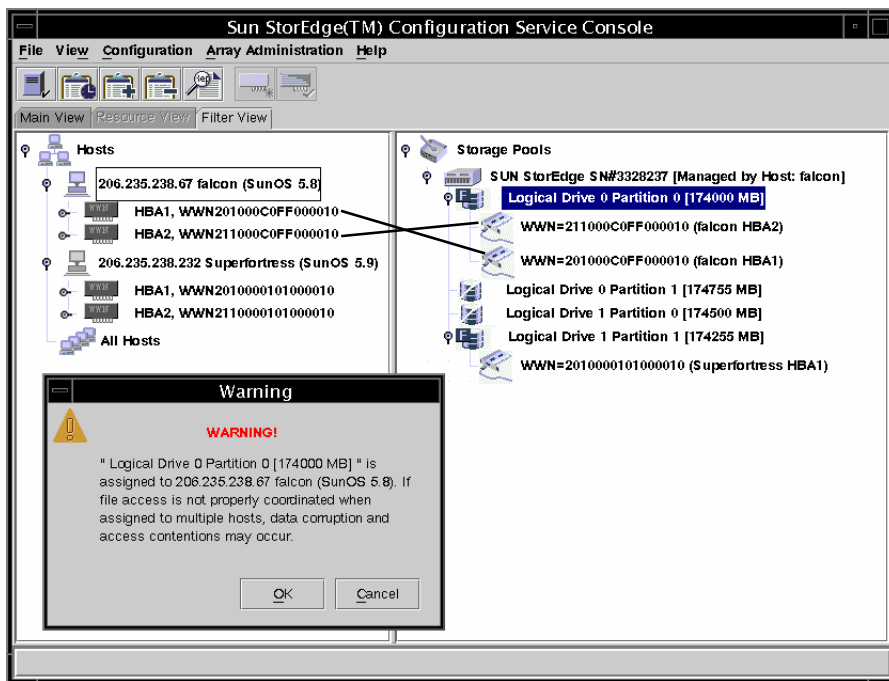 Sun StorEdge(TM) Configuration Service Console
File View Configuration Array Administration Help
Main View Resource View Filter View
Hosts
206.235.238.67 falcon (SunOS 5.8)
HBA1, WWN201000C0FF000010
HBA2, WWN211000C0FF000010
206.235.238.232 Superfortress (SunOS 5.9)
HBA1, WWN2010000101000010
HBA2, WWN2110000101000010
All Hosts
Storage Pools
SUN StorEdge SN#3328237 [Managed by Host: falcon]
Logical Drive 0 Partition 0 [174000 MB]
WWN=211000C0FF000010 (falcon HBA2)
WWN=201000C0FF000010 (falcon HBA1)
Logical Drive 0 Partition 1 [174755 MB]
Logical Drive 1 Partition 0 [174500 MB]
Logical Drive 1 Partition 1 [174255 MB]
WWN=2010000101000010 (Superfortress HBA1)
Warning
WARNING!
" Logical Drive 0 Partition 0 [174000 MB] " is
assigned to 206.235.238.67 falcon (SunOS 5.8). If
file access is not properly coordinated when
assigned to multiple hosts, data corruption and
access contentions may occur.
OK Cancel